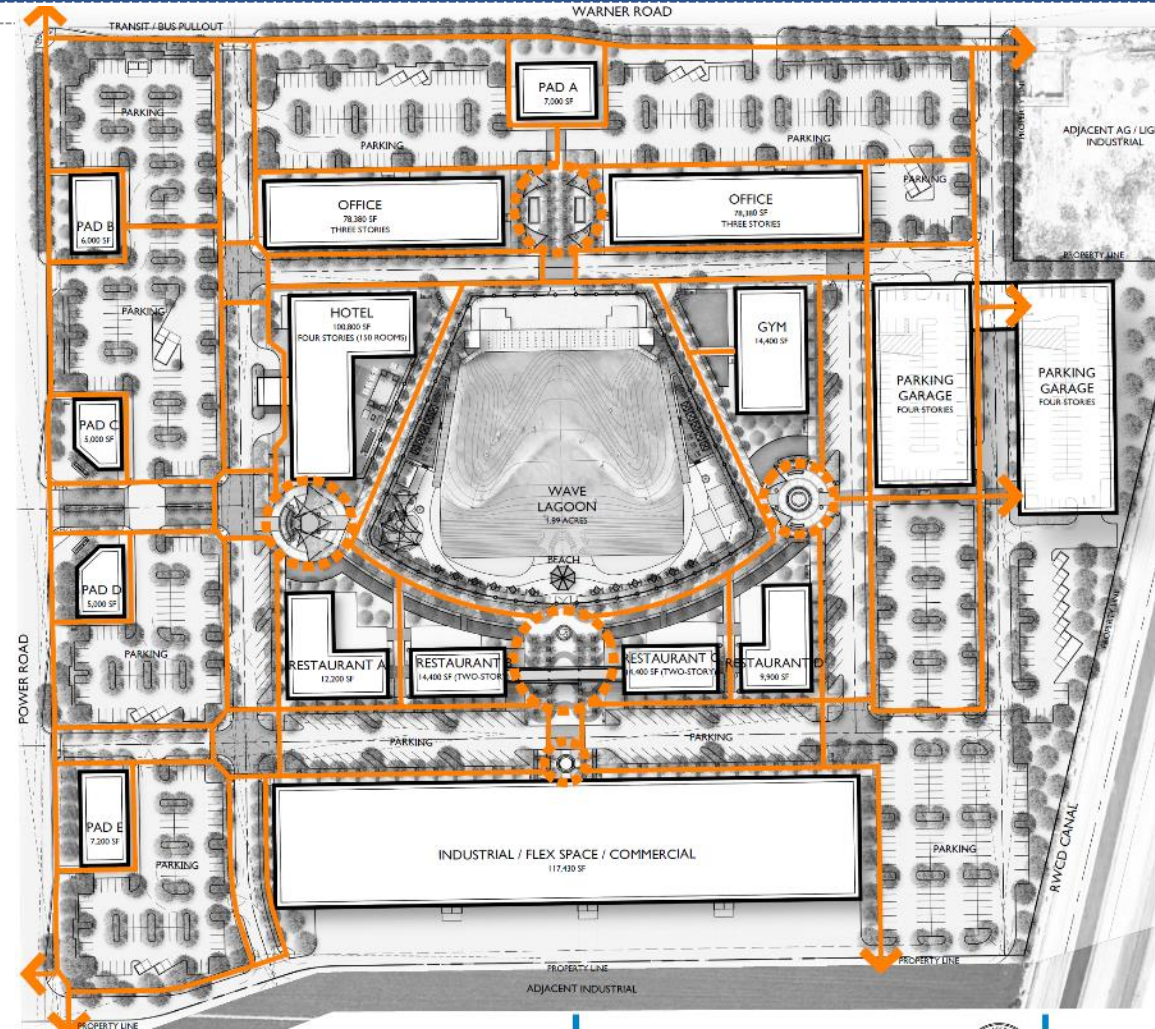 WARNER ROAD
TRANSIT / BUS PULLOUT
PAD A
7,000 SF
PARKING
PARKING
PARKING
PROPERTY LINE
ADJACENT AG /
INDUSTRIAL
PARKING
PAD B
6,000 SF
OFFICE
78,380 SF
THREE STORIES
OFFICE
78,380 SF
THREE STORIES
PROPERTY LINE
PARKING
HOTEL
100,800 SF
FOUR STORIES (150 ROOMS)
GYM
14,400 SF
PARKING
GARAGE
FOUR STORIES
PARKING
GARAGE
FOUR STORIES
PAD C
5,000 SF
WAVE
LAGOON
1.89 ACRES
BEACH
PAD D
5,000 SF
PARKING
POWER ROAD
RESTAURANT A
12,200 SF
RESTAURANT B
14,400 SF (TWO-STORY
RESTAURANT C
14,400 SF (TWO-STORY)
RESTAURANT D
9,900 SF
PROPERTY LINE
PARKING
PARKING
PAD E
7,200 SF
PARKING
INDUSTRIAL / FLEX SPACE / COMMERCIAL
117,430 SF
PARKING
RWCD CANAL
PROPERTY LINE
PROPERTY LINE
ADJACENT INDUSTRIAL
PROPERTY LINE